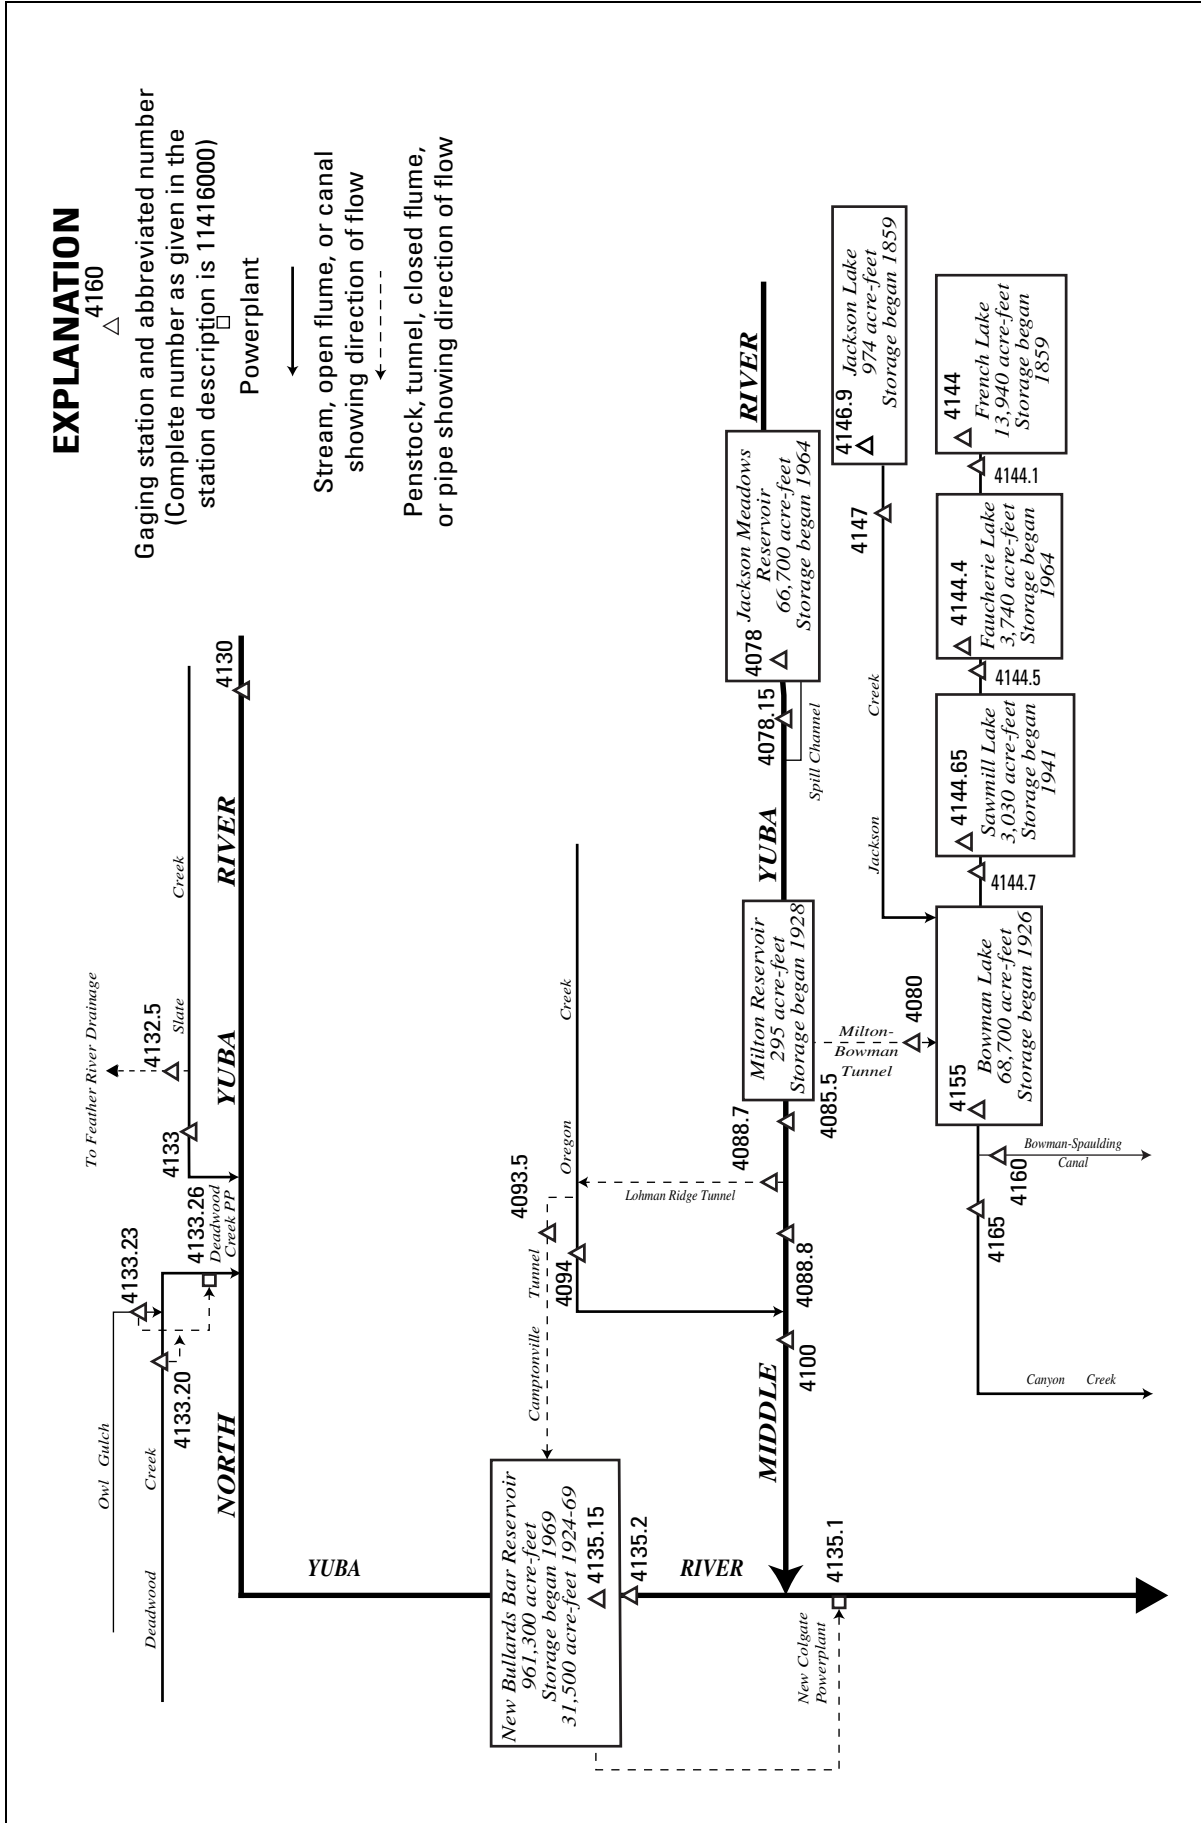 EXPLANATION
4160
Gaging station and abbreviated number
(Complete number as given in the
station description is 11416000)
Powerplant
Stream, open flume, or canal
showing direction of flow
Penstock, tunnel, closed flume,
or pipe showing direction of flow
Owl Gulch
Deadwood Creek
4133.20
4133.23
4133.26
Deadwood
Creek PP
To Feather River Drainage
4132.5
4133
Slate Creek
4130
NORTH YUBA RIVER
YUBA
New Bullards Bar Reservoir
961,300 acre-feet
Storage began 1969
31,500 acre-feet 1924-69
4135.15
4135.2
RIVER
New Colgate
Powerplant
4135.1
Camptonville Tunnel
4093.5
4094
Oregon Creek
Lohman Ridge Tunnel
4088.7
4085.5
4088.8
4100
MIDDLE YUBA RIVER
Milton Reservoir
295 acre-feet
Storage began 1928
4078.15
Spill Channel
4078
Jackson Meadows
Reservoir
66,700 acre-feet
Storage began 1964
Milton-
Bowman
Tunnel
4080
Jackson Creek
4147
4146.9
Jackson Lake
974 acre-feet
Storage began 1859
4155
Bowman Lake
68,700 acre-feet
Storage began 1926
4144.7
4144.65
Sawmill Lake
3,030 acre-feet
Storage began
1941
4144.5
4144.4
Faucherie Lake
3,740 acre-feet
Storage began
1964
4144.1
4144
French Lake
13,940 acre-feet
Storage began
1859
Bowman-Spaulding
Canal
4160
4165
Canyon Creek